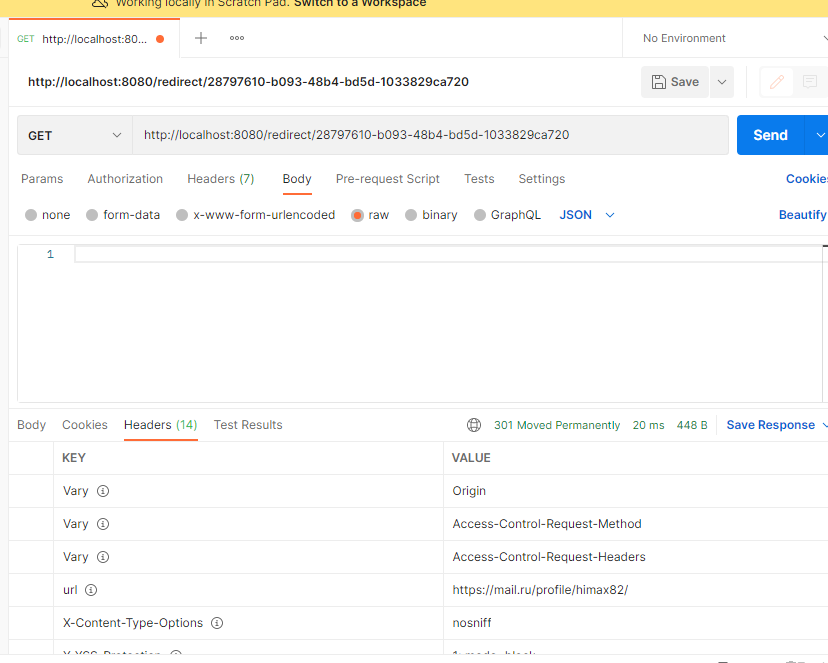 Working locally in Scratch Pad. Switch to a Workspace
GET http://localhost:80... No Environment
http://localhost:8080/redirect/28797610-b093-48b4-bd5d-1033829ca720 Save
GET http://localhost:8080/redirect/28797610-b093-48b4-bd5d-1033829ca720 Send
Params Authorization Headers (7) Body Pre-request Script Tests Settings Cookies
none form-data x-www-form-urlencoded raw binary GraphQL JSON Beautify
1
Body Cookies Headers (14) Test Results 301 Moved Permanently 20 ms 448 B Save Response
KEY VALUE
Vary Origin
Vary Access-Control-Request-Method
Vary Access-Control-Request-Headers
url https://mail.ru/profile/himax82/
X-Content-Type-Options nosniff